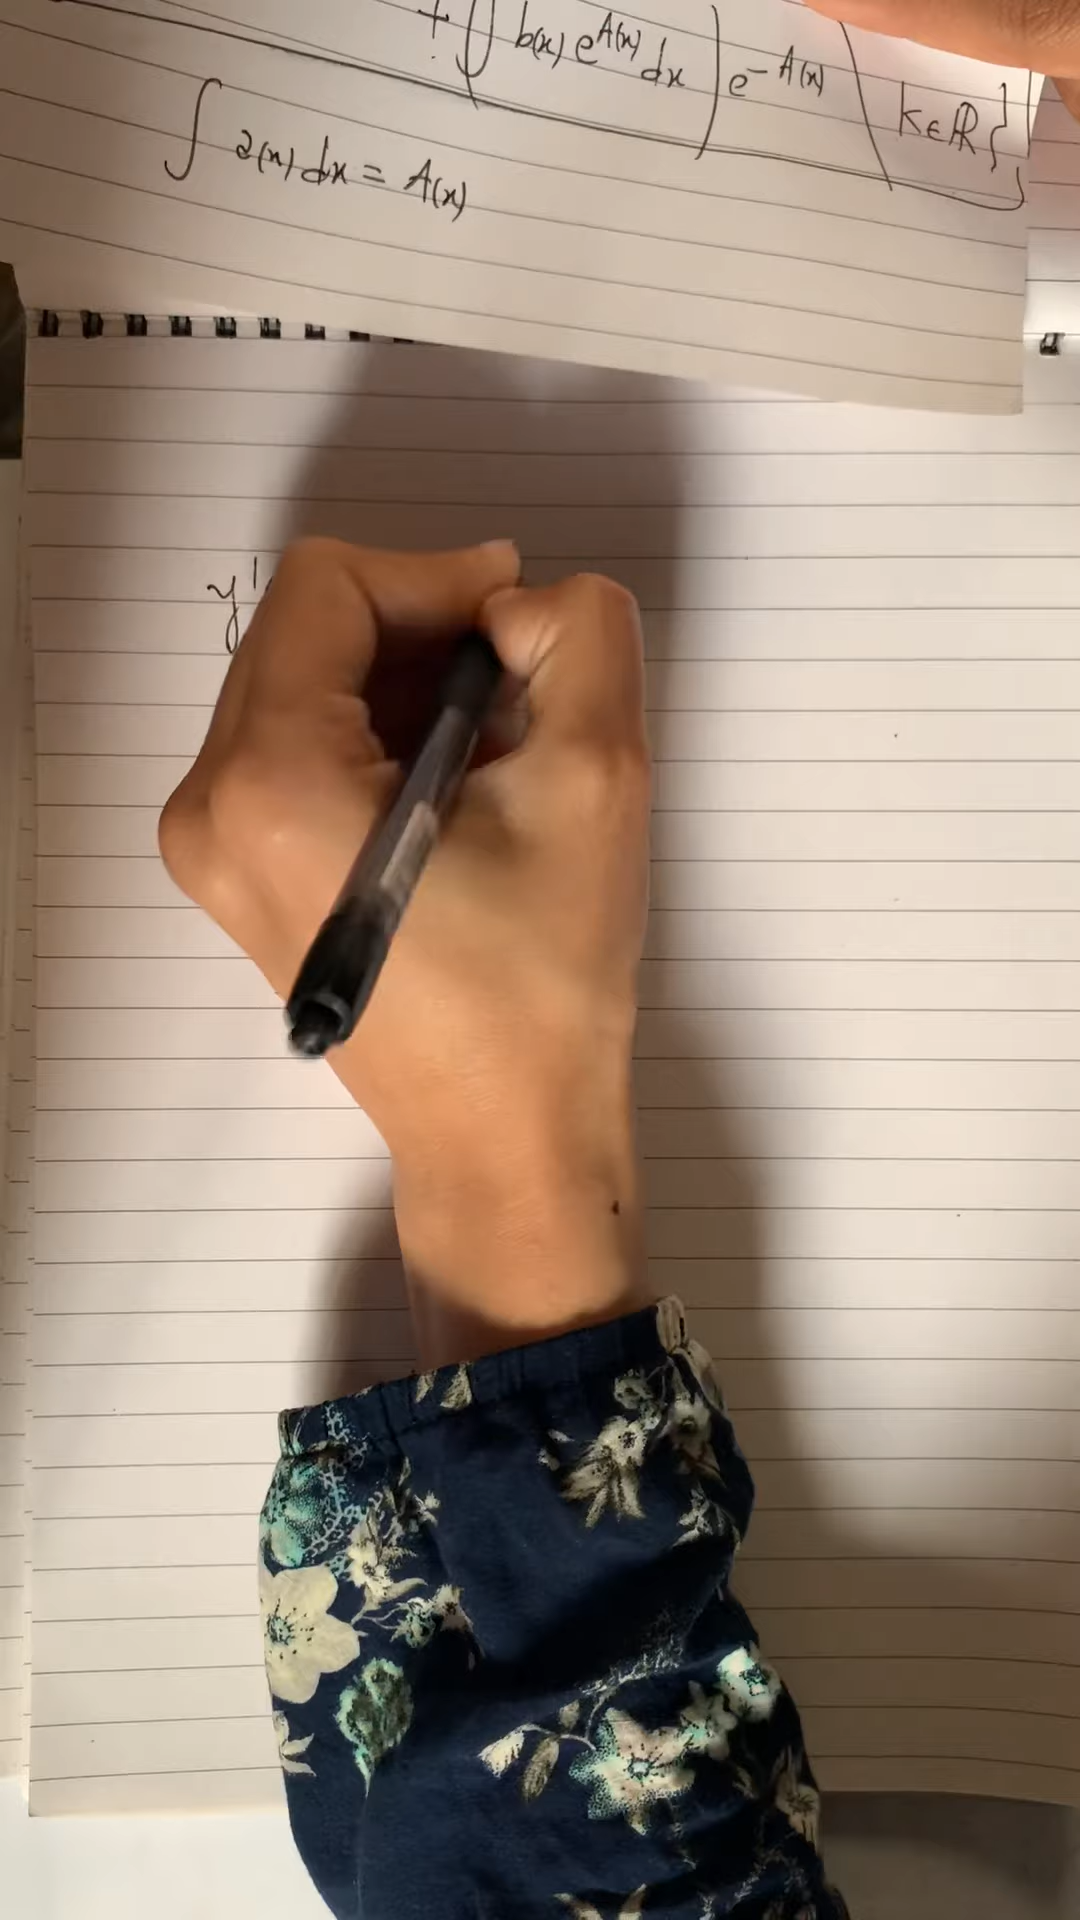 + ∫ b(x) e^{A(x)} dx ) e^{-A(x)} \ k∈ℝ }
∫ a(x) dx = A(x)
y'